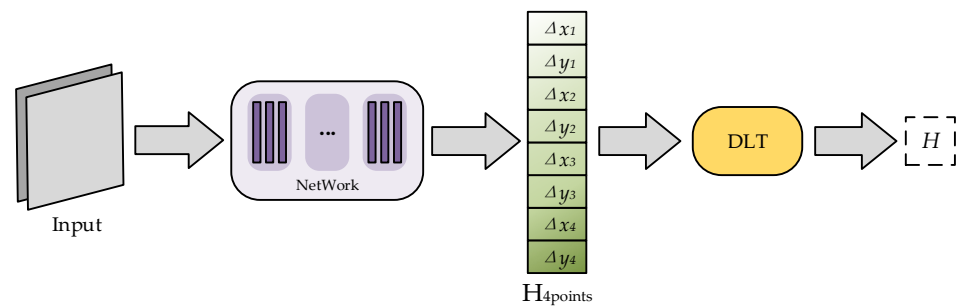 Input
...
NetWork
Δx1
Δy1
Δx2
Δy2
Δx3
Δy3
Δx4
Δy4
H4points
DLT
H